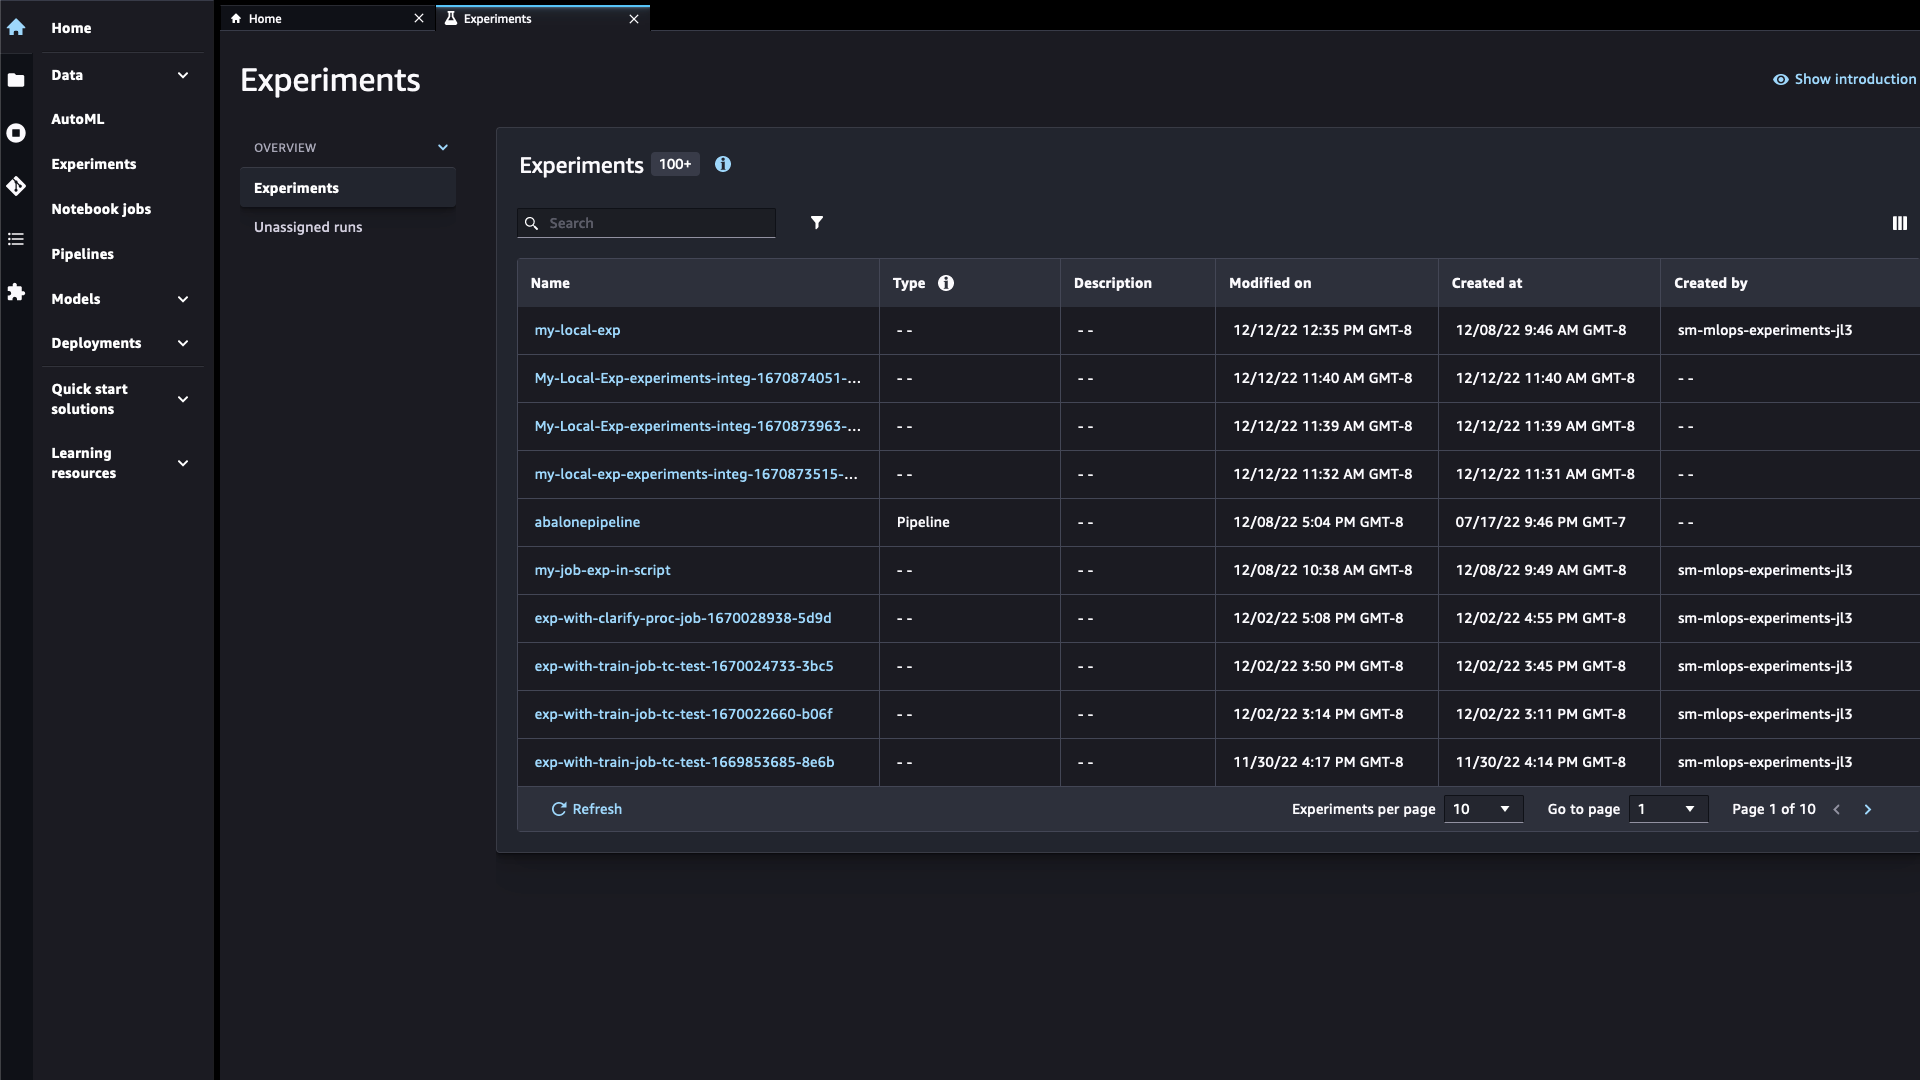 Home
Data
AutoML
Experiments
Notebook jobs
Pipelines
Models
Deployments
Quick start
solutions
Learning
resources
Home
Experiments
Experiments
Show introduction
OVERVIEW
Experiments
Unassigned runs
Experiments 100+
Search
Name Type Description Modified on Created at Created by
my-local-exp - - - - 12/12/22 12:35 PM GMT-8 12/08/22 9:46 AM GMT-8 sm-mlops-experiments-jl3
My-Local-Exp-experiments-integ-1670874051-... - - - - 12/12/22 11:40 AM GMT-8 12/12/22 11:40 AM GMT-8 - -
My-Local-Exp-experiments-integ-1670873963-... - - - - 12/12/22 11:39 AM GMT-8 12/12/22 11:39 AM GMT-8 - -
my-local-exp-experiments-integ-1670873515-... - - - - 12/12/22 11:32 AM GMT-8 12/12/22 11:31 AM GMT-8 - -
abalonepipeline Pipeline - - 12/08/22 5:04 PM GMT-8 07/17/22 9:46 PM GMT-7 - -
my-job-exp-in-script - - - - 12/08/22 10:38 AM GMT-8 12/08/22 9:49 AM GMT-8 sm-mlops-experiments-jl3
exp-with-clarify-proc-job-1670028938-5d9d - - - - 12/02/22 5:08 PM GMT-8 12/02/22 4:55 PM GMT-8 sm-mlops-experiments-jl3
exp-with-train-job-tc-test-1670024733-3bc5 - - - - 12/02/22 3:50 PM GMT-8 12/02/22 3:45 PM GMT-8 sm-mlops-experiments-jl3
exp-with-train-job-tc-test-1670022660-b06f - - - - 12/02/22 3:14 PM GMT-8 12/02/22 3:11 PM GMT-8 sm-mlops-experiments-jl3
exp-with-train-job-tc-test-1669853685-8e6b - - - - 11/30/22 4:17 PM GMT-8 11/30/22 4:14 PM GMT-8 sm-mlops-experiments-jl3
Refresh Experiments per page 10 Go to page 1 Page 1 of 10